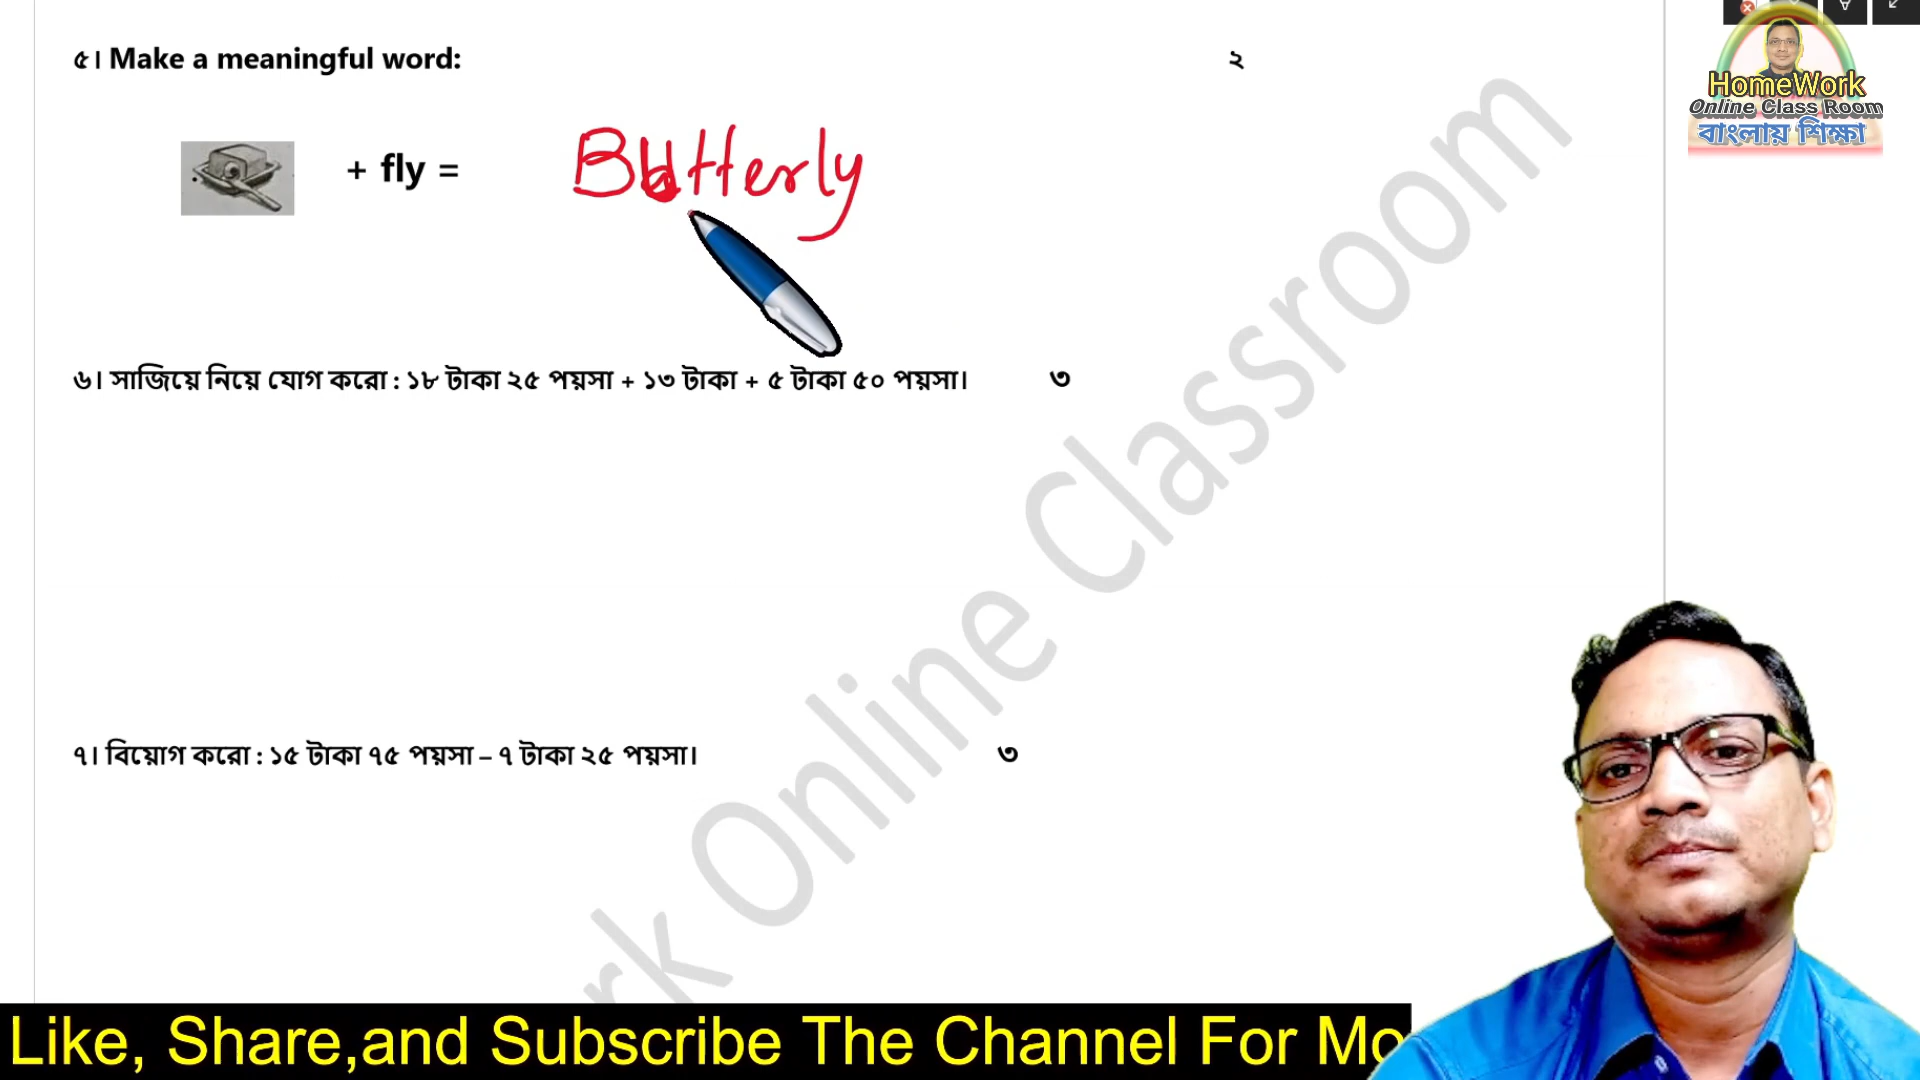 ৫। Make a meaningful word: ২
+ fly = Butterly
৬। সাজিয়ে নিয়ে যোগ করো : ১৮ টাকা ২৫ পয়সা + ১৩ টাকা + ৫ টাকা ৫০ পয়সা। ৩
৭। বিয়োগ করো : ১৫ টাকা ৭৫ পয়সা – ৭ টাকা ২৫ পয়সা। ৩
rk Online Classroom
HomeWork
Online Class Room
বাংলায় শিক্ষা
Like, Share,and Subscribe The Channel For Mo